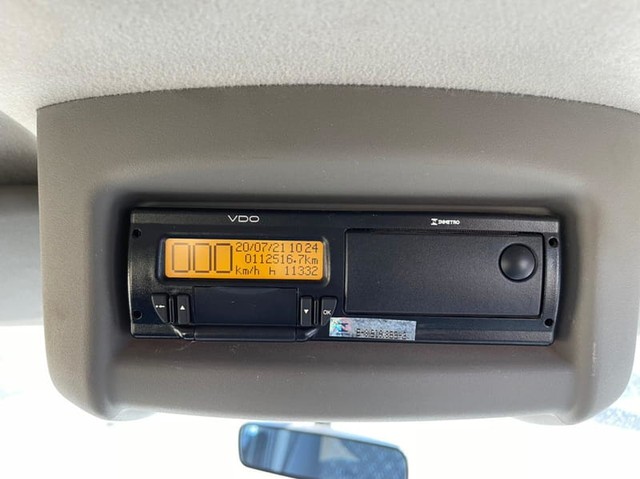 VDO
INMETRO
000
20/07/21 10:24
0112516.7km
Km/h h 11332
OK